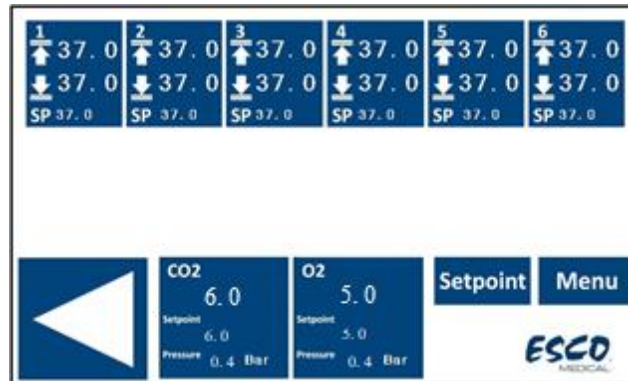 1 2 3 4 5 6
37.0 37.0 37.0 37.0 37.0 37.0
37.0 37.0 37.0 37.0 37.0 37.0
SP 37.0 SP 37.0 SP 37.0 SP 37.0 SP 37.0 SP 37.0
CO2
6.0
Setpoint
6.0
Pressure 0.4 Bar
O2
5.0
Setpoint
5.0
Pressure 0.4 Bar
Setpoint
Menu
ESCO
MEDICAL